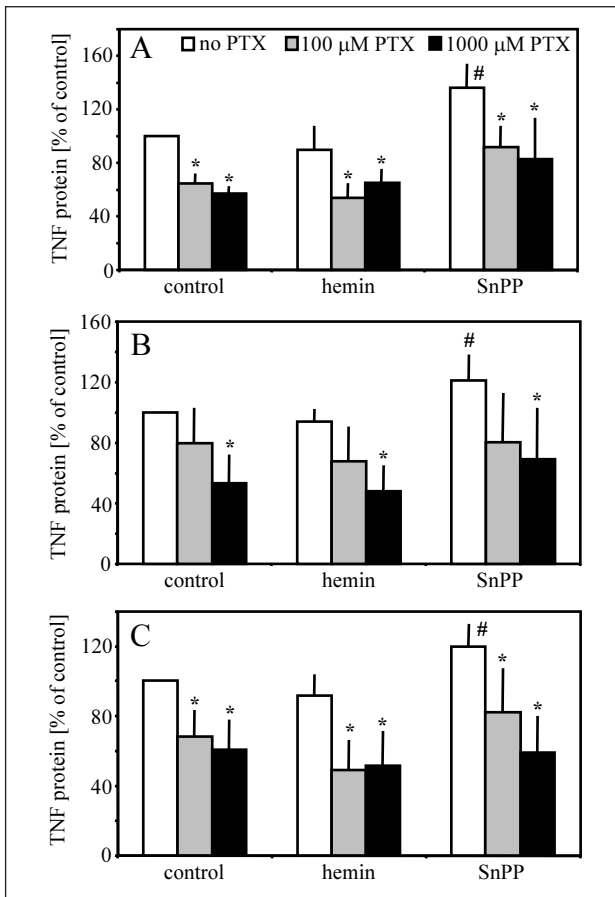 A
no PTX 100 μM PTX 1000 μM PTX
TNF protein [% of control]
160
120
80
40
0
* * * * # * *
control hemin SnPP
B
TNF protein [% of control]
160
120
80
40
0
* * # *
control hemin SnPP
C
TNF protein [% of control]
120
80
40
0
* * * * # * *
control hemin SnPP